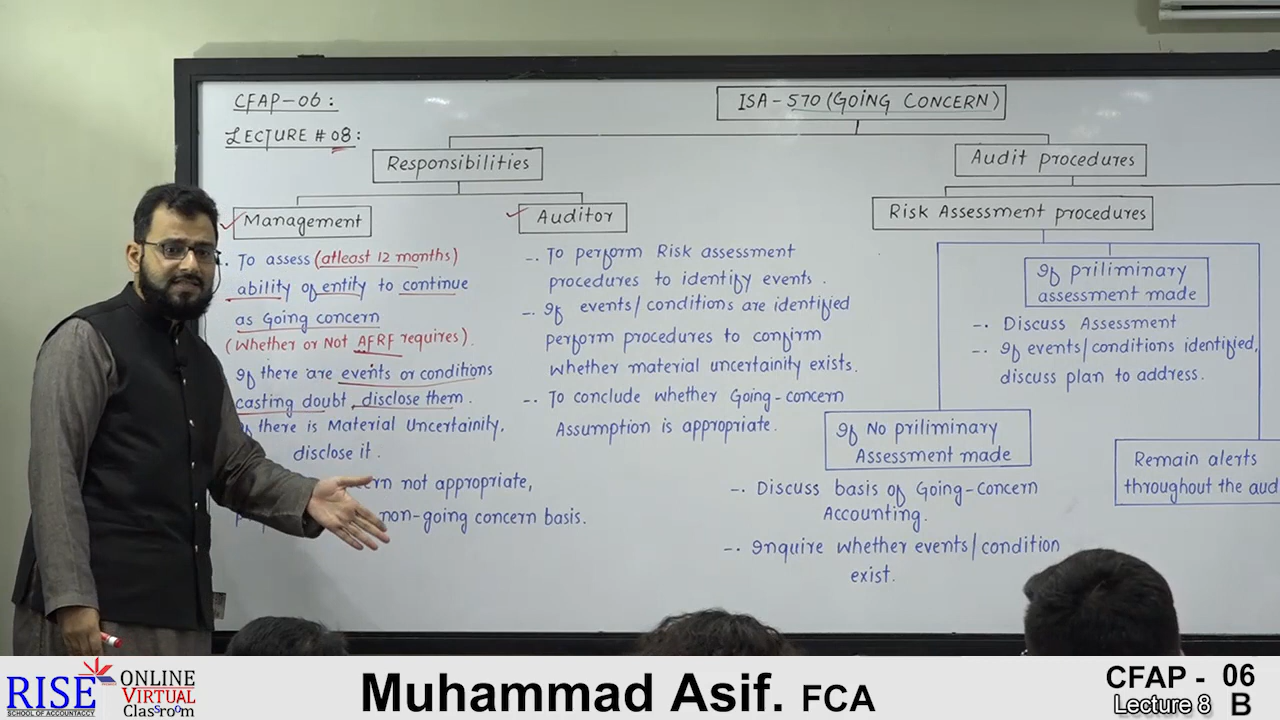 CFAP-06:
LECTURE # 08:
ISA-570 (GOING CONCERN)
Responsibilities
Management
-. To assess (atleast 12 months)
ability of entity to continue
as Going concern
(Whether or Not AFRF requires).
If there are events or conditions
casting doubt, disclose them.
If there is Material Uncertainity,
disclose it.
not appropriate,
non-going concern basis.
Auditor
-. To perform Risk assessment
procedures to identify events.
-. If events/conditions are identified
perform procedures to confirm
whether material uncertainity exists.
-. To conclude whether Going-concern
Assumption is appropriate.
Audit procedures
Risk Assessment procedures
If priliminary
assessment made
-. Discuss Assessment
-. If events/conditions identified,
discuss plan to address.
If No priliminary
Assessment made
-. Discuss basis of Going-Concern
Accounting.
-. Inquire whether events/condition
exist.
Remain alerts
throughout the aud
RISE
SCHOOL OF ACCOUNTANCY
ONLINE
VIRTUAL
Classroom
Muhammad Asif. FCA
CFAP - 06
Lecture 8 B